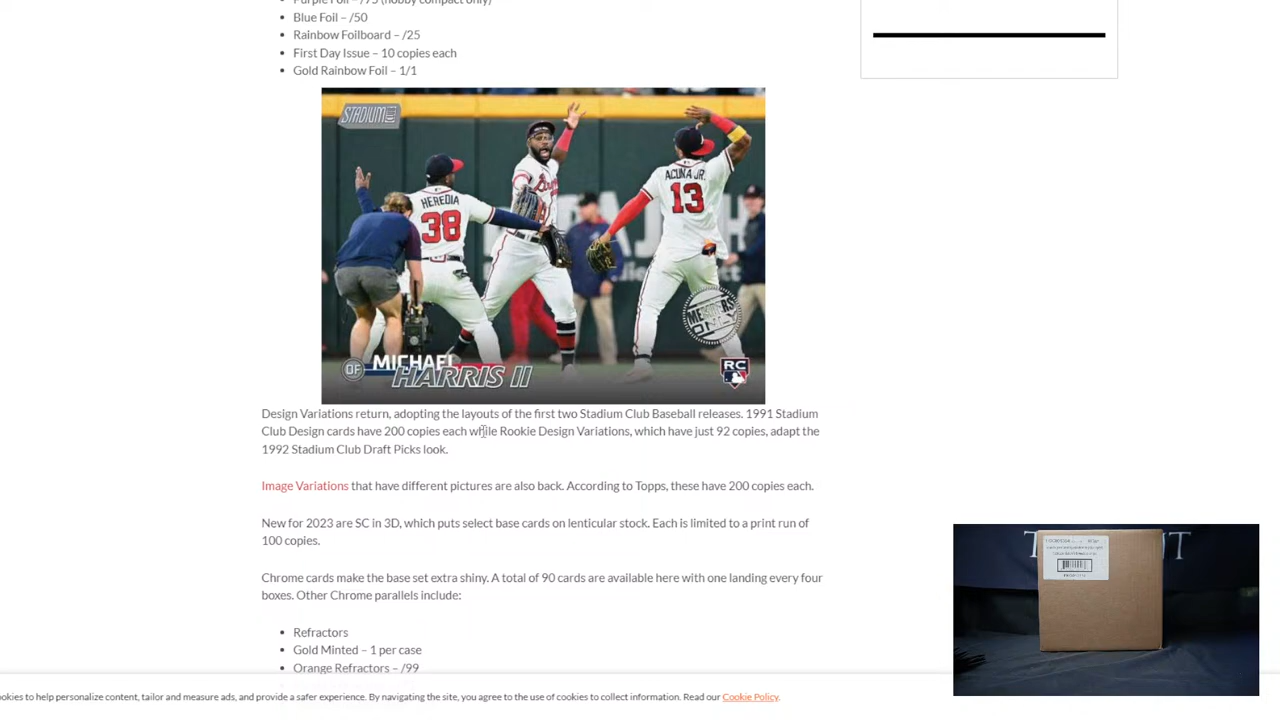 Blue Foil – /50
Rainbow Foilboard – /25
First Day Issue – 10 copies each
Gold Rainbow Foil – 1/1
STADIUM
HEREDIA
38
ACUÑA JR.
13
MEMBERS
ONLY
OF
MICHAEL
HARRIS II
RC
Design Variations return, adopting the layouts of the first two Stadium Club Baseball releases. 1991 Stadium
Club Design cards have 200 copies each while Rookie Design Variations, which have just 92 copies, adapt the
1992 Stadium Club Draft Picks look.
Image Variations that have different pictures are also back. According to Topps, these have 200 copies each.
New for 2023 are SC in 3D, which puts select base cards on lenticular stock. Each is limited to a print run of
100 copies.
Chrome cards make the base set extra shiny. A total of 90 cards are available here with one landing every four
boxes. Other Chrome parallels include:
Refractors
Gold Minted – 1 per case
Orange Refractors – /99
okies to help personalize content, tailor and measure ads, and provide a safer experience. By navigating the site, you agree to the use of cookies to collect information. Read our Cookie Policy.